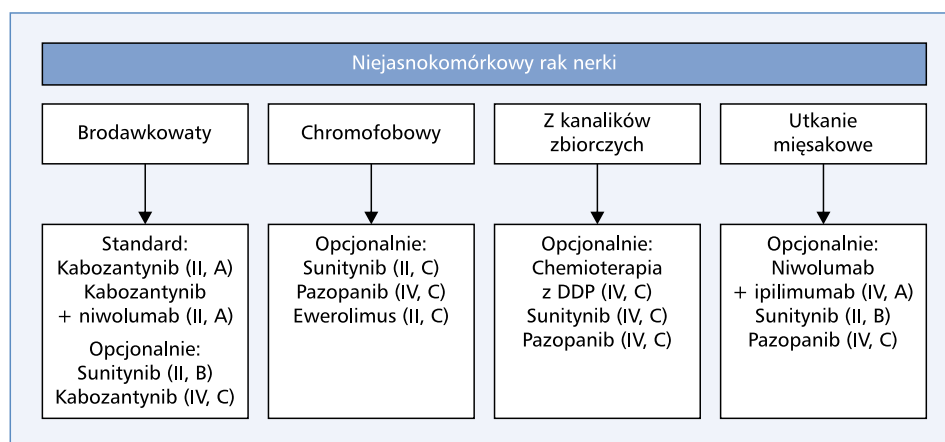 Niejasnokomórkowy rak nerki
Brodawkowaty
Chromofobowy
Z kanalików
zbiorczych
Utkanie
mięsakowe
Standard:
Kabozantynib (II, A)
Kabozantynib
+ niwolumab (II, A)
Opcjonalnie:
Sunitynib (II, B)
Kabozantynib (IV, C)
Opcjonalnie:
Sunitynib (II, C)
Pazopanib (IV, C)
Ewerolimus (II, C)
Opcjonalnie:
Chemioterapia
z DDP (IV, C)
Sunitynib (IV, C)
Pazopanib (IV, C)
Opcjonalnie:
Niwolumab
+ ipilimumab (IV, A)
Sunitynib (II, B)
Pazopanib (IV, C)